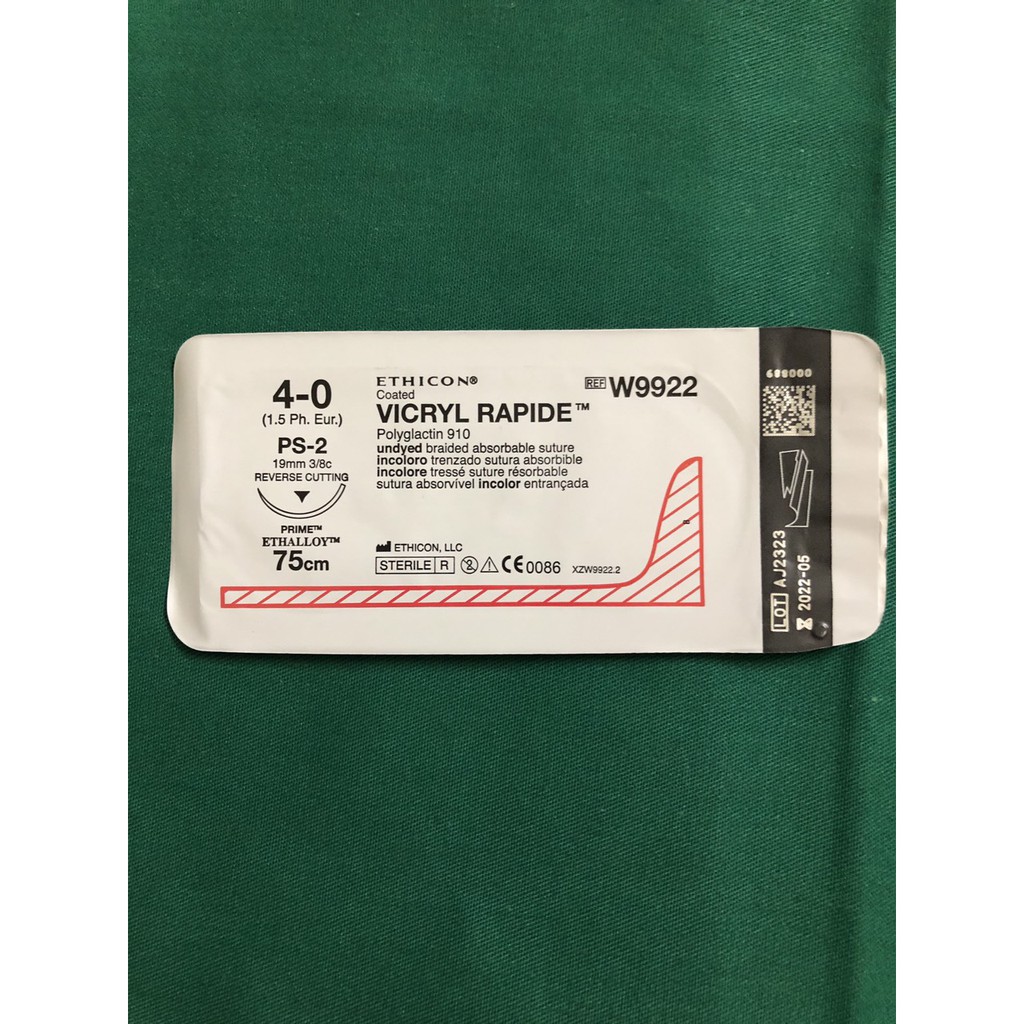 4-0
(1.5 Ph. Eur.)
PS-2
19mm 3/8c
REVERSE CUTTING
PRIME™
ETHALLOY™
75cm
ETHICON®
Coated
VICRYL RAPIDE™
Polyglactin 910
undyed braided absorbable suture
incoloro trenzado sutura absorbible
incolore tressé suture résorbable
sutura absorvível incolor entrançada
REF W9922
ETHICON, LLC
STERILE R 2 CE 0086 XZW9922.2
000689
LOT AJ2323
2022-05